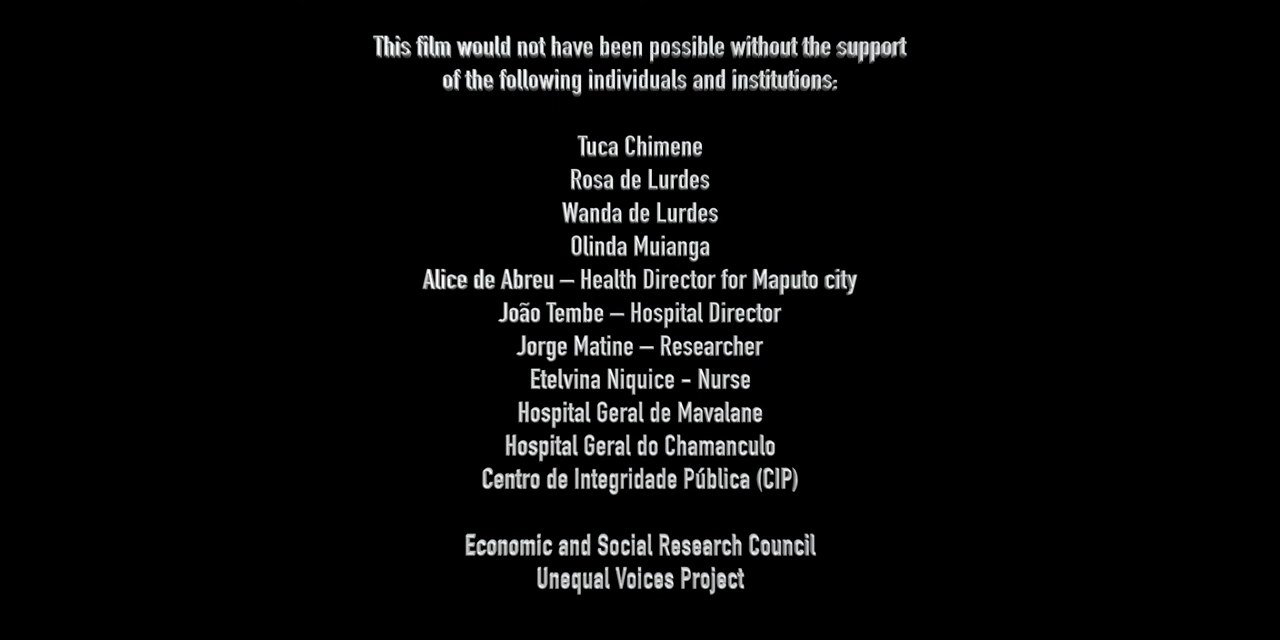 This film would not have been possible without the support
of the following individuals and institutions:
Tuca Chimene
Rosa de Lurdes
Wanda de Lurdes
Olinda Muianga
Alice de Abreu – Health Director for Maputo city
João Tembe – Hospital Director
Jorge Matine – Researcher
Etelvina Niquice - Nurse
Hospital Geral de Mavalane
Hospital Geral do Chamanculo
Centro de Integridade Pública (CIP)
Economic and Social Research Council
Unequal Voices Project